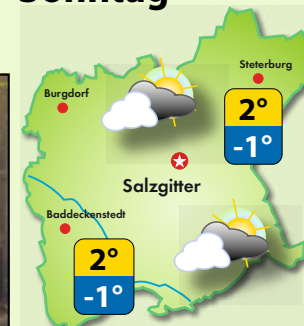 Sonntag
Steterburg
Burgdorf
2°
-1°
Salzgitter
Baddeckenstedt
2°
-1°